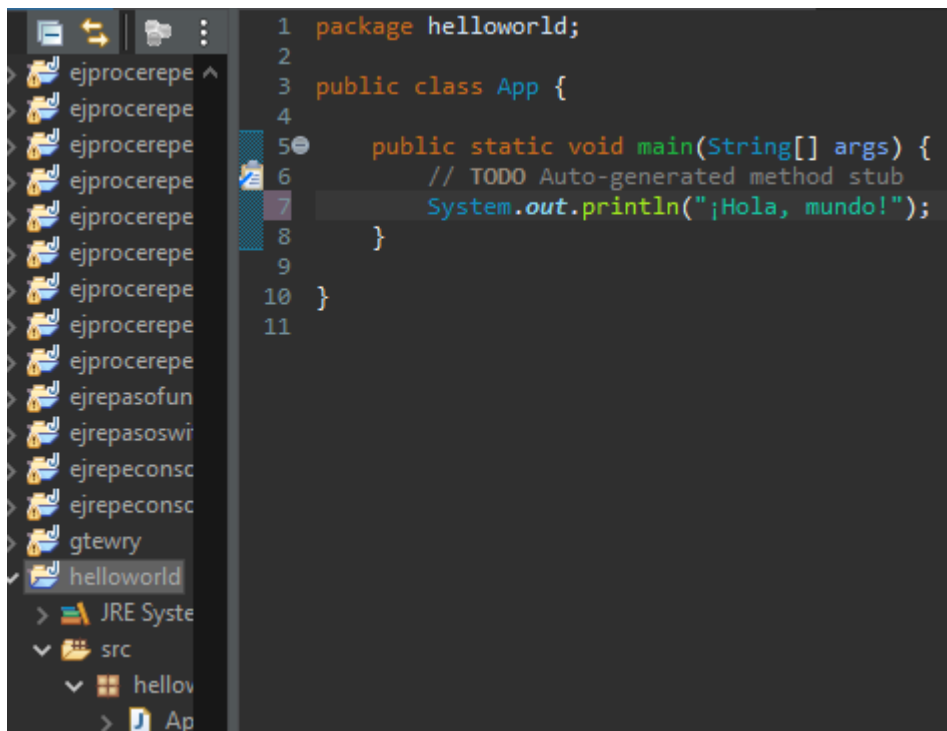 ejprocerepe
ejprocerepe
ejprocerepe
ejprocerepe
ejprocerepe
ejprocerepe
ejprocerepe
ejprocerepe
ejprocerepe
ejrepasofun
ejrepasoswi
ejrepeconsc
ejrepeconsc
gtewry
helloworld
JRE Syste
src
hellow
Ap
1 package helloworld;
2
3 public class App {
4
5 public static void main(String[] args) {
6 // TODO Auto-generated method stub
7 System.out.println("¡Hola, mundo!");
8 }
9
10 }
11